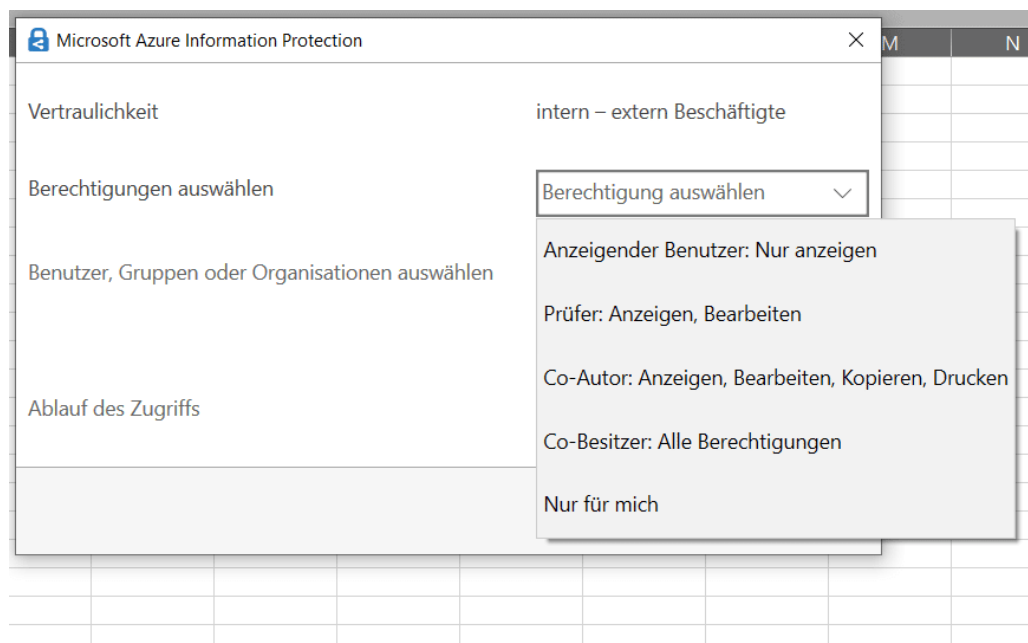 Microsoft Azure Information Protection
M
N
Vertraulichkeit
intern – extern Beschäftigte
Berechtigungen auswählen
Berechtigung auswählen
Anzeigender Benutzer: Nur anzeigen
Benutzer, Gruppen oder Organisationen auswählen
Prüfer: Anzeigen, Bearbeiten
Co-Autor: Anzeigen, Bearbeiten, Kopieren, Drucken
Ablauf des Zugriffs
Co-Besitzer: Alle Berechtigungen
Nur für mich